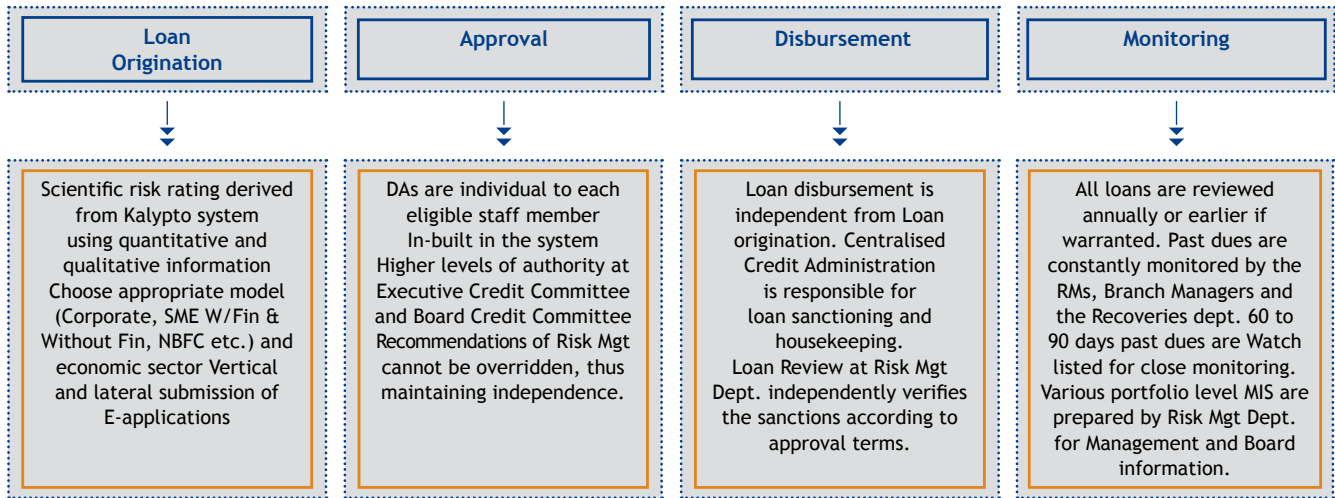 Loan
Origination
Approval
Disbursement
Monitoring
Scientific risk rating derived
from Kalypto system
using quantitative and
qualitative information
Choose appropriate model
(Corporate, SME W/Fin &
Without Fin, NBFC etc.) and
economic sector Vertical
and lateral submission of
E-applications
DAs are individual to each
eligible staff member
In-built in the system
Higher levels of authority at
Executive Credit Committee
and Board Credit Committee
Recommendations of Risk Mgt
cannot be overridden, thus
maintaining independence.
Loan disbursement is
independent from Loan
origination. Centralised
Credit Administration
is responsible for
loan sanctioning and
housekeeping.
Loan Review at Risk Mgt
Dept. independently verifies
the sanctions according to
approval terms.
All loans are reviewed
annually or earlier if
warranted. Past dues are
constantly monitored by the
RMs, Branch Managers and
the Recoveries dept. 60 to
90 days past dues are Watch
listed for close monitoring.
Various portfolio level MIS are
prepared by Risk Mgt Dept.
for Management and Board
information.